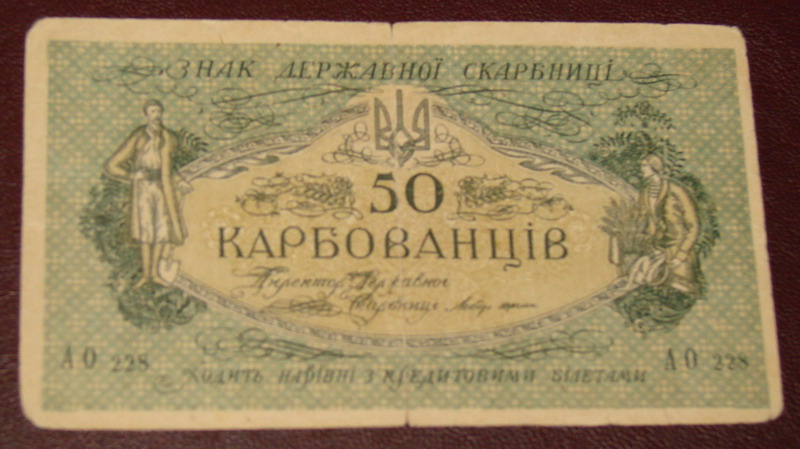 ЗНАК ДЕРЖАВНОЇ СКАРБНИЦІ
50
КАРБОВАНЦІВ
Директор Державної
Скарбниці
АО 228
АО 228
ХОДИТЬ НАРІВНІ З КРЕДИТОВИМИ БІЛЕТАМИ